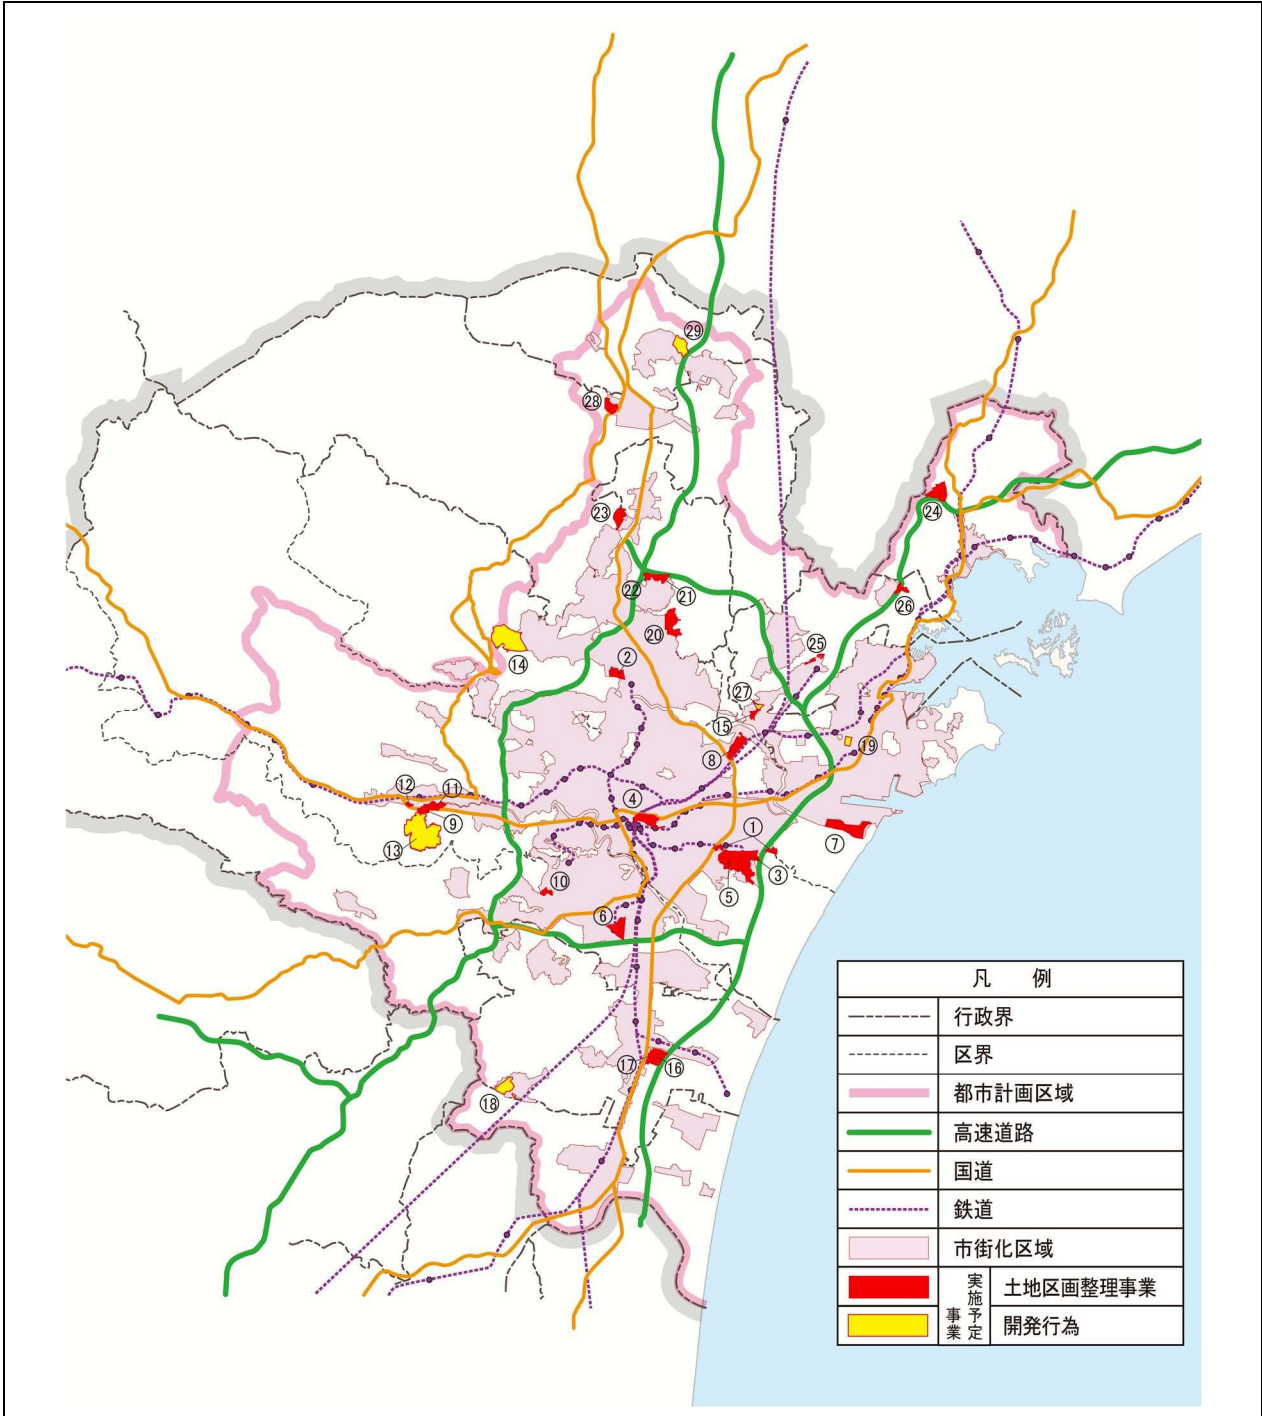 ㉙
㉘
㉓
㉔
㉒
㉑
㉖
⑳
⑭
②
㉕
㉗
⑮
⑧
⑲
⑫
⑪
④
⑨
⑬
①
⑦
③
⑩
⑤
⑥
⑰
⑯
⑱
凡 例
行政界
区界
都市計画区域
高速道路
国道
鉄道
市街化区域
実施予定事業
土地区画整理事業
開発行為